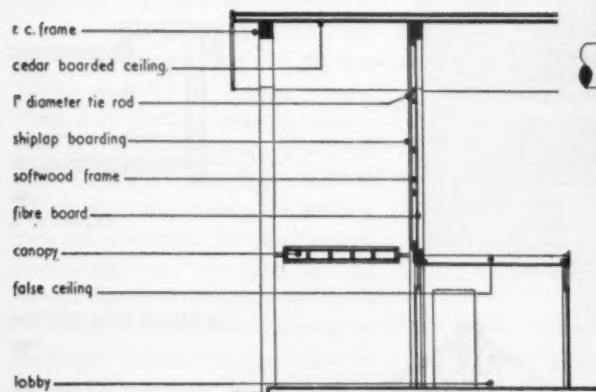 r. c. frame
cedar boarded ceiling.
1" diameter tie rod
shiplap boarding
softwood frame
fibre board
canopy
false ceiling
lobby